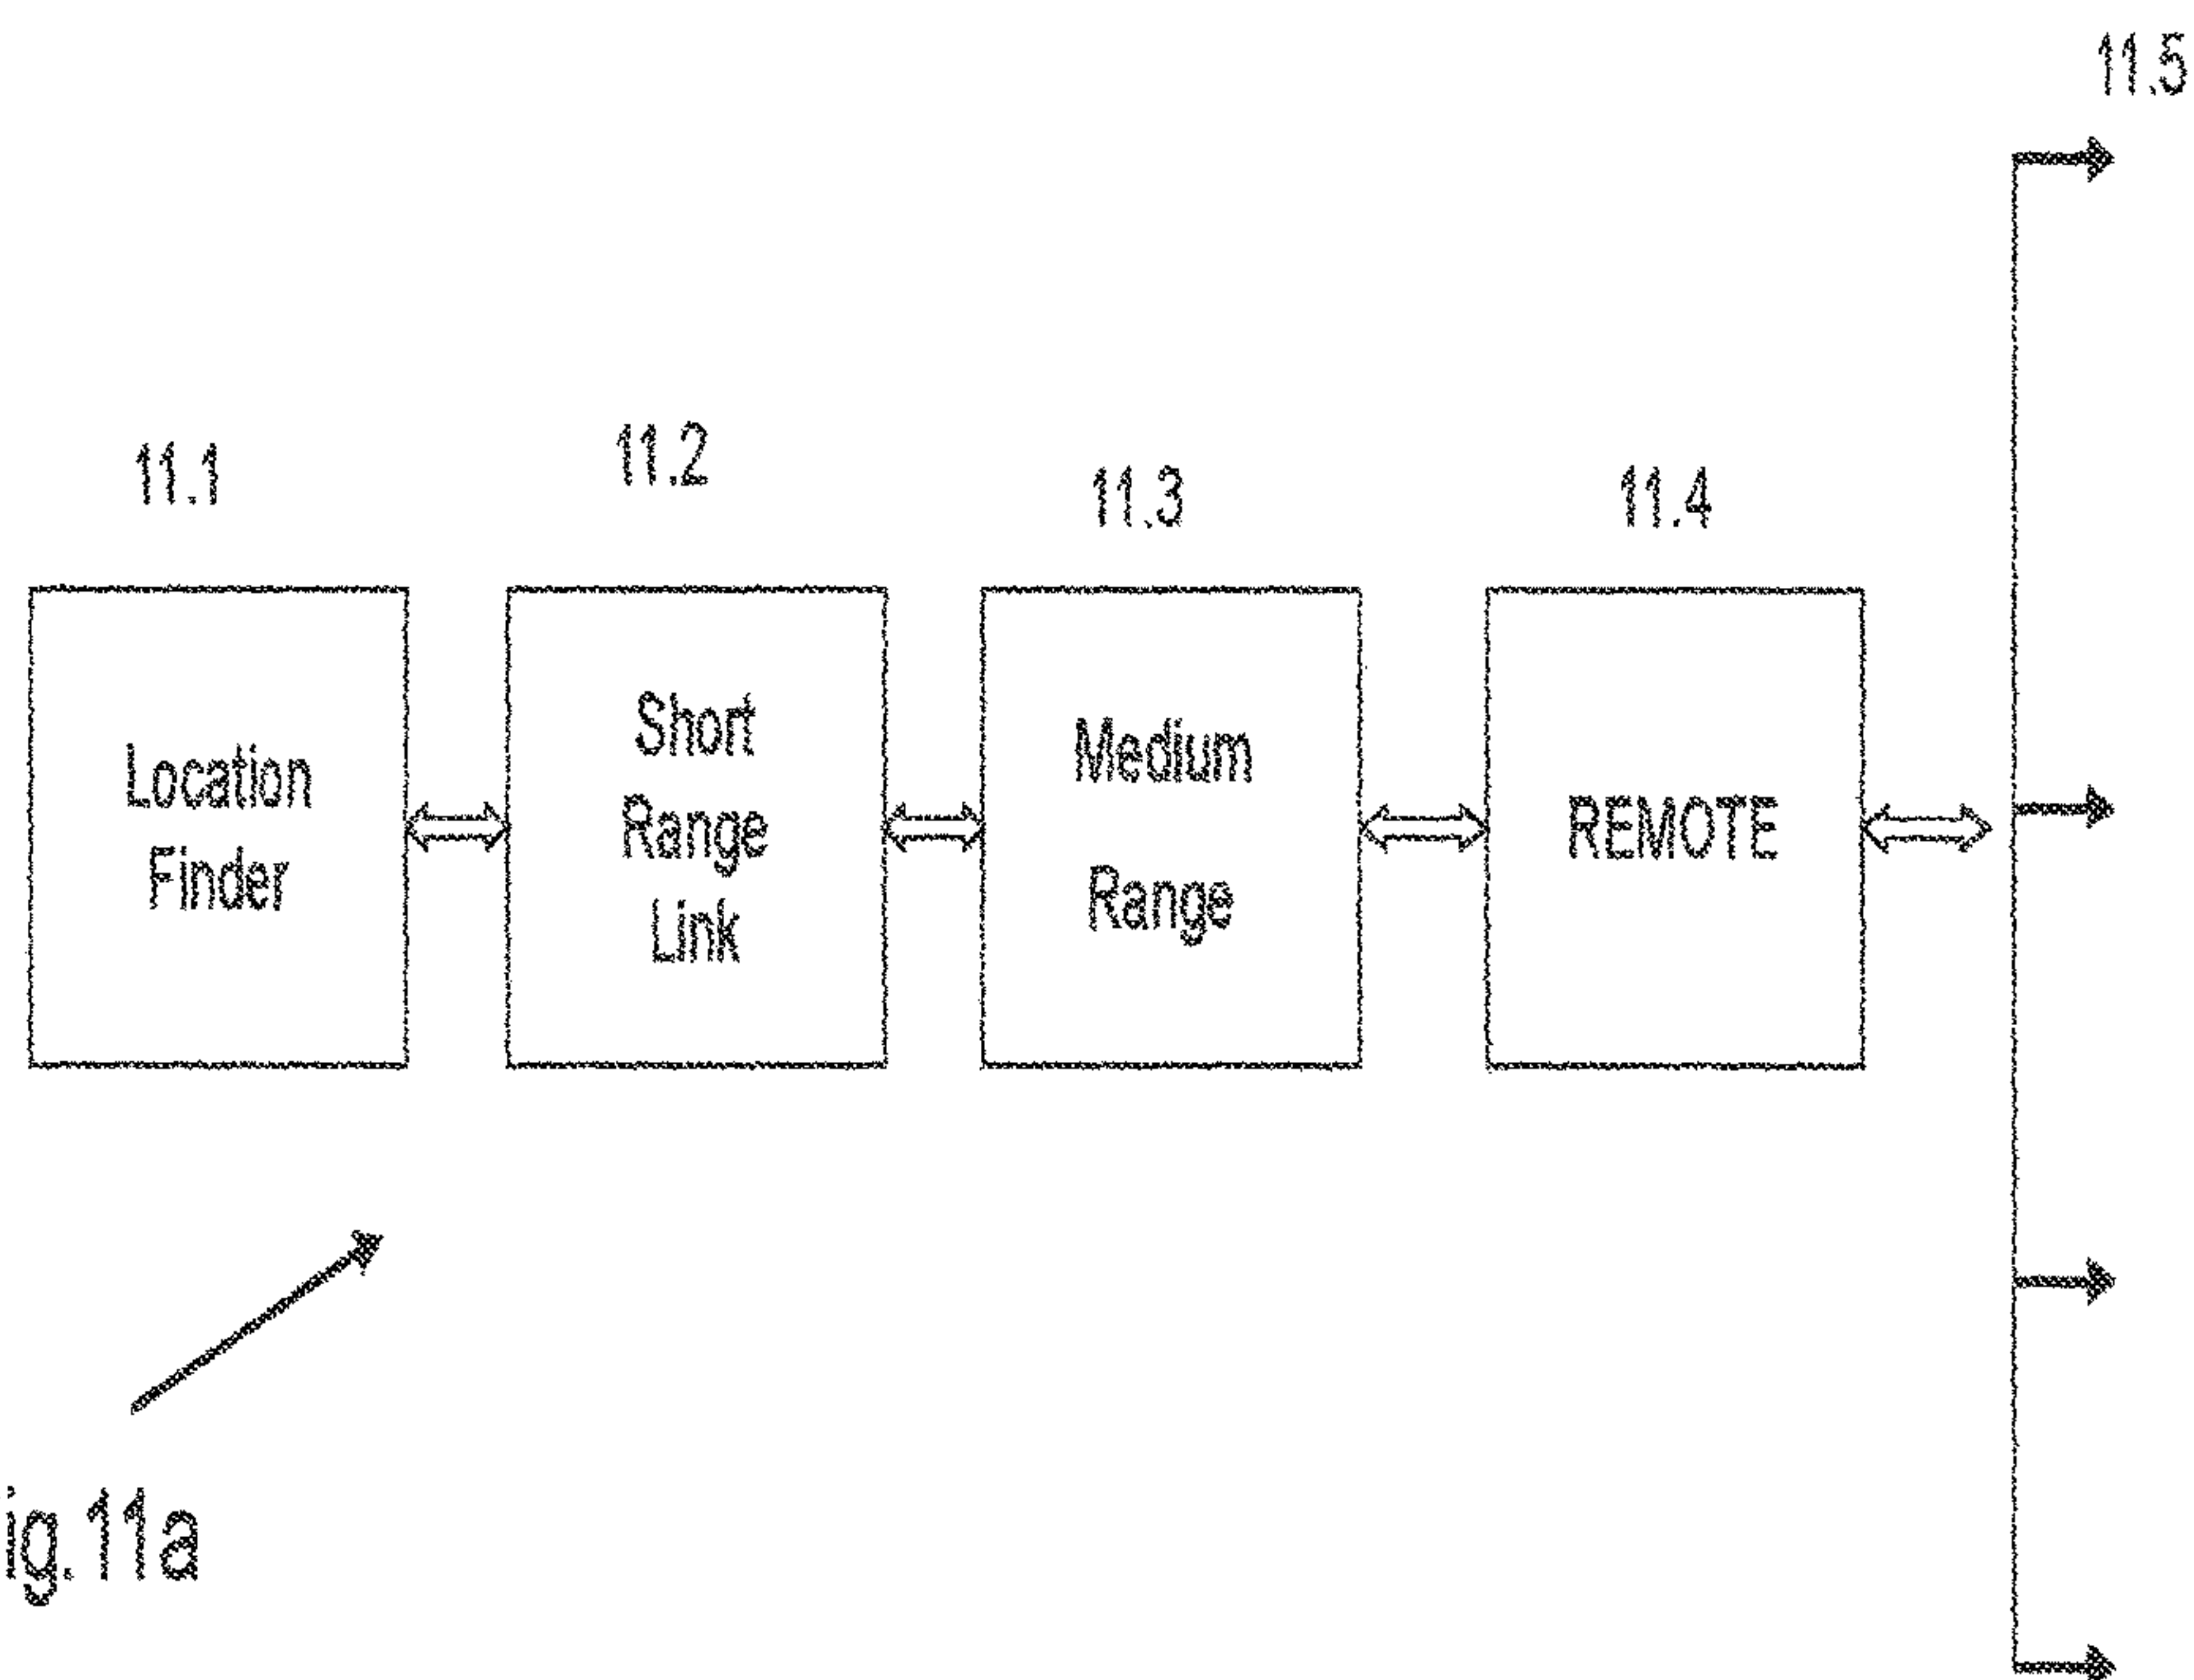 11.5
11.1
11.2
11.3
11.4
Location
Finder
Short
Range
Link
Medium
Range
REMOTE
ig.11a